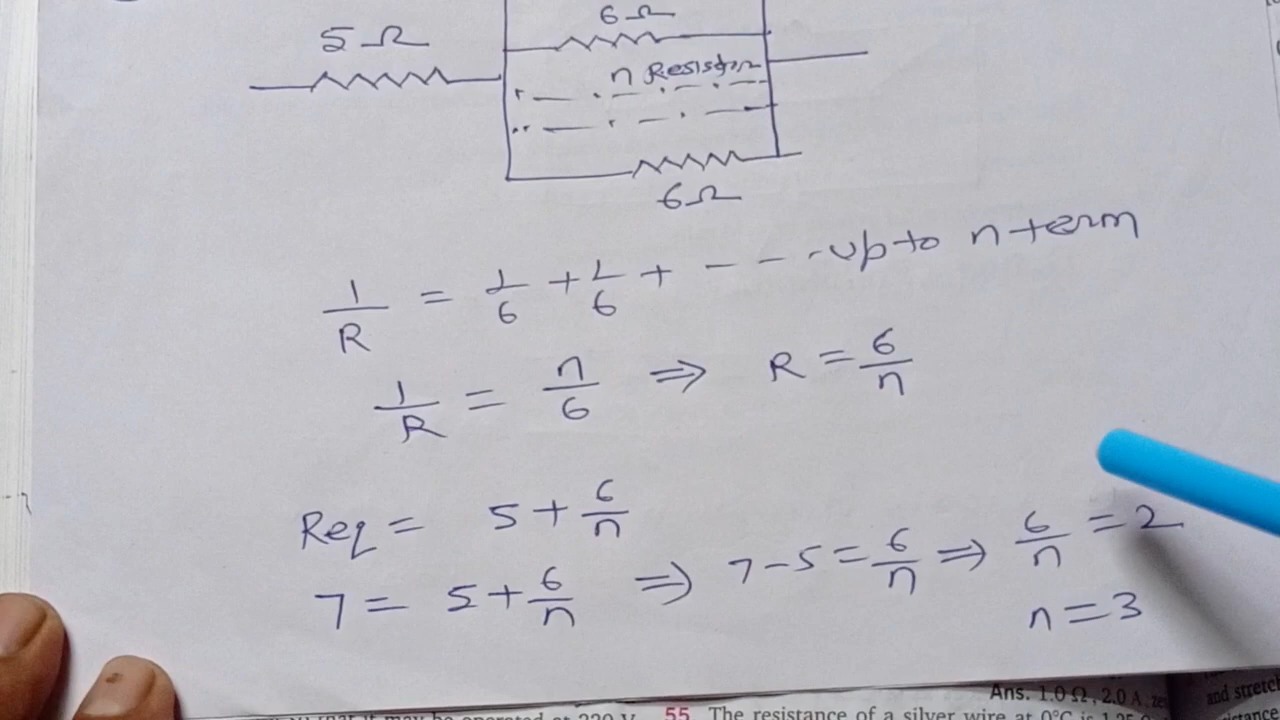 6Ω
5Ω
n Resistor
6Ω
1/R = 1/6 + 1/6 + - - - - up to n term
1/R = n/6 ⇒ R = 6/n
Req = 5 + 6/n
7 = 5 + 6/n ⇒ 7 - 5 = 6/n ⇒ 6/n = 2
n = 3
Ans. 1.0 Ω, 2.0 A,
and stretch
55 The resistance of a silver wire at 0°C is